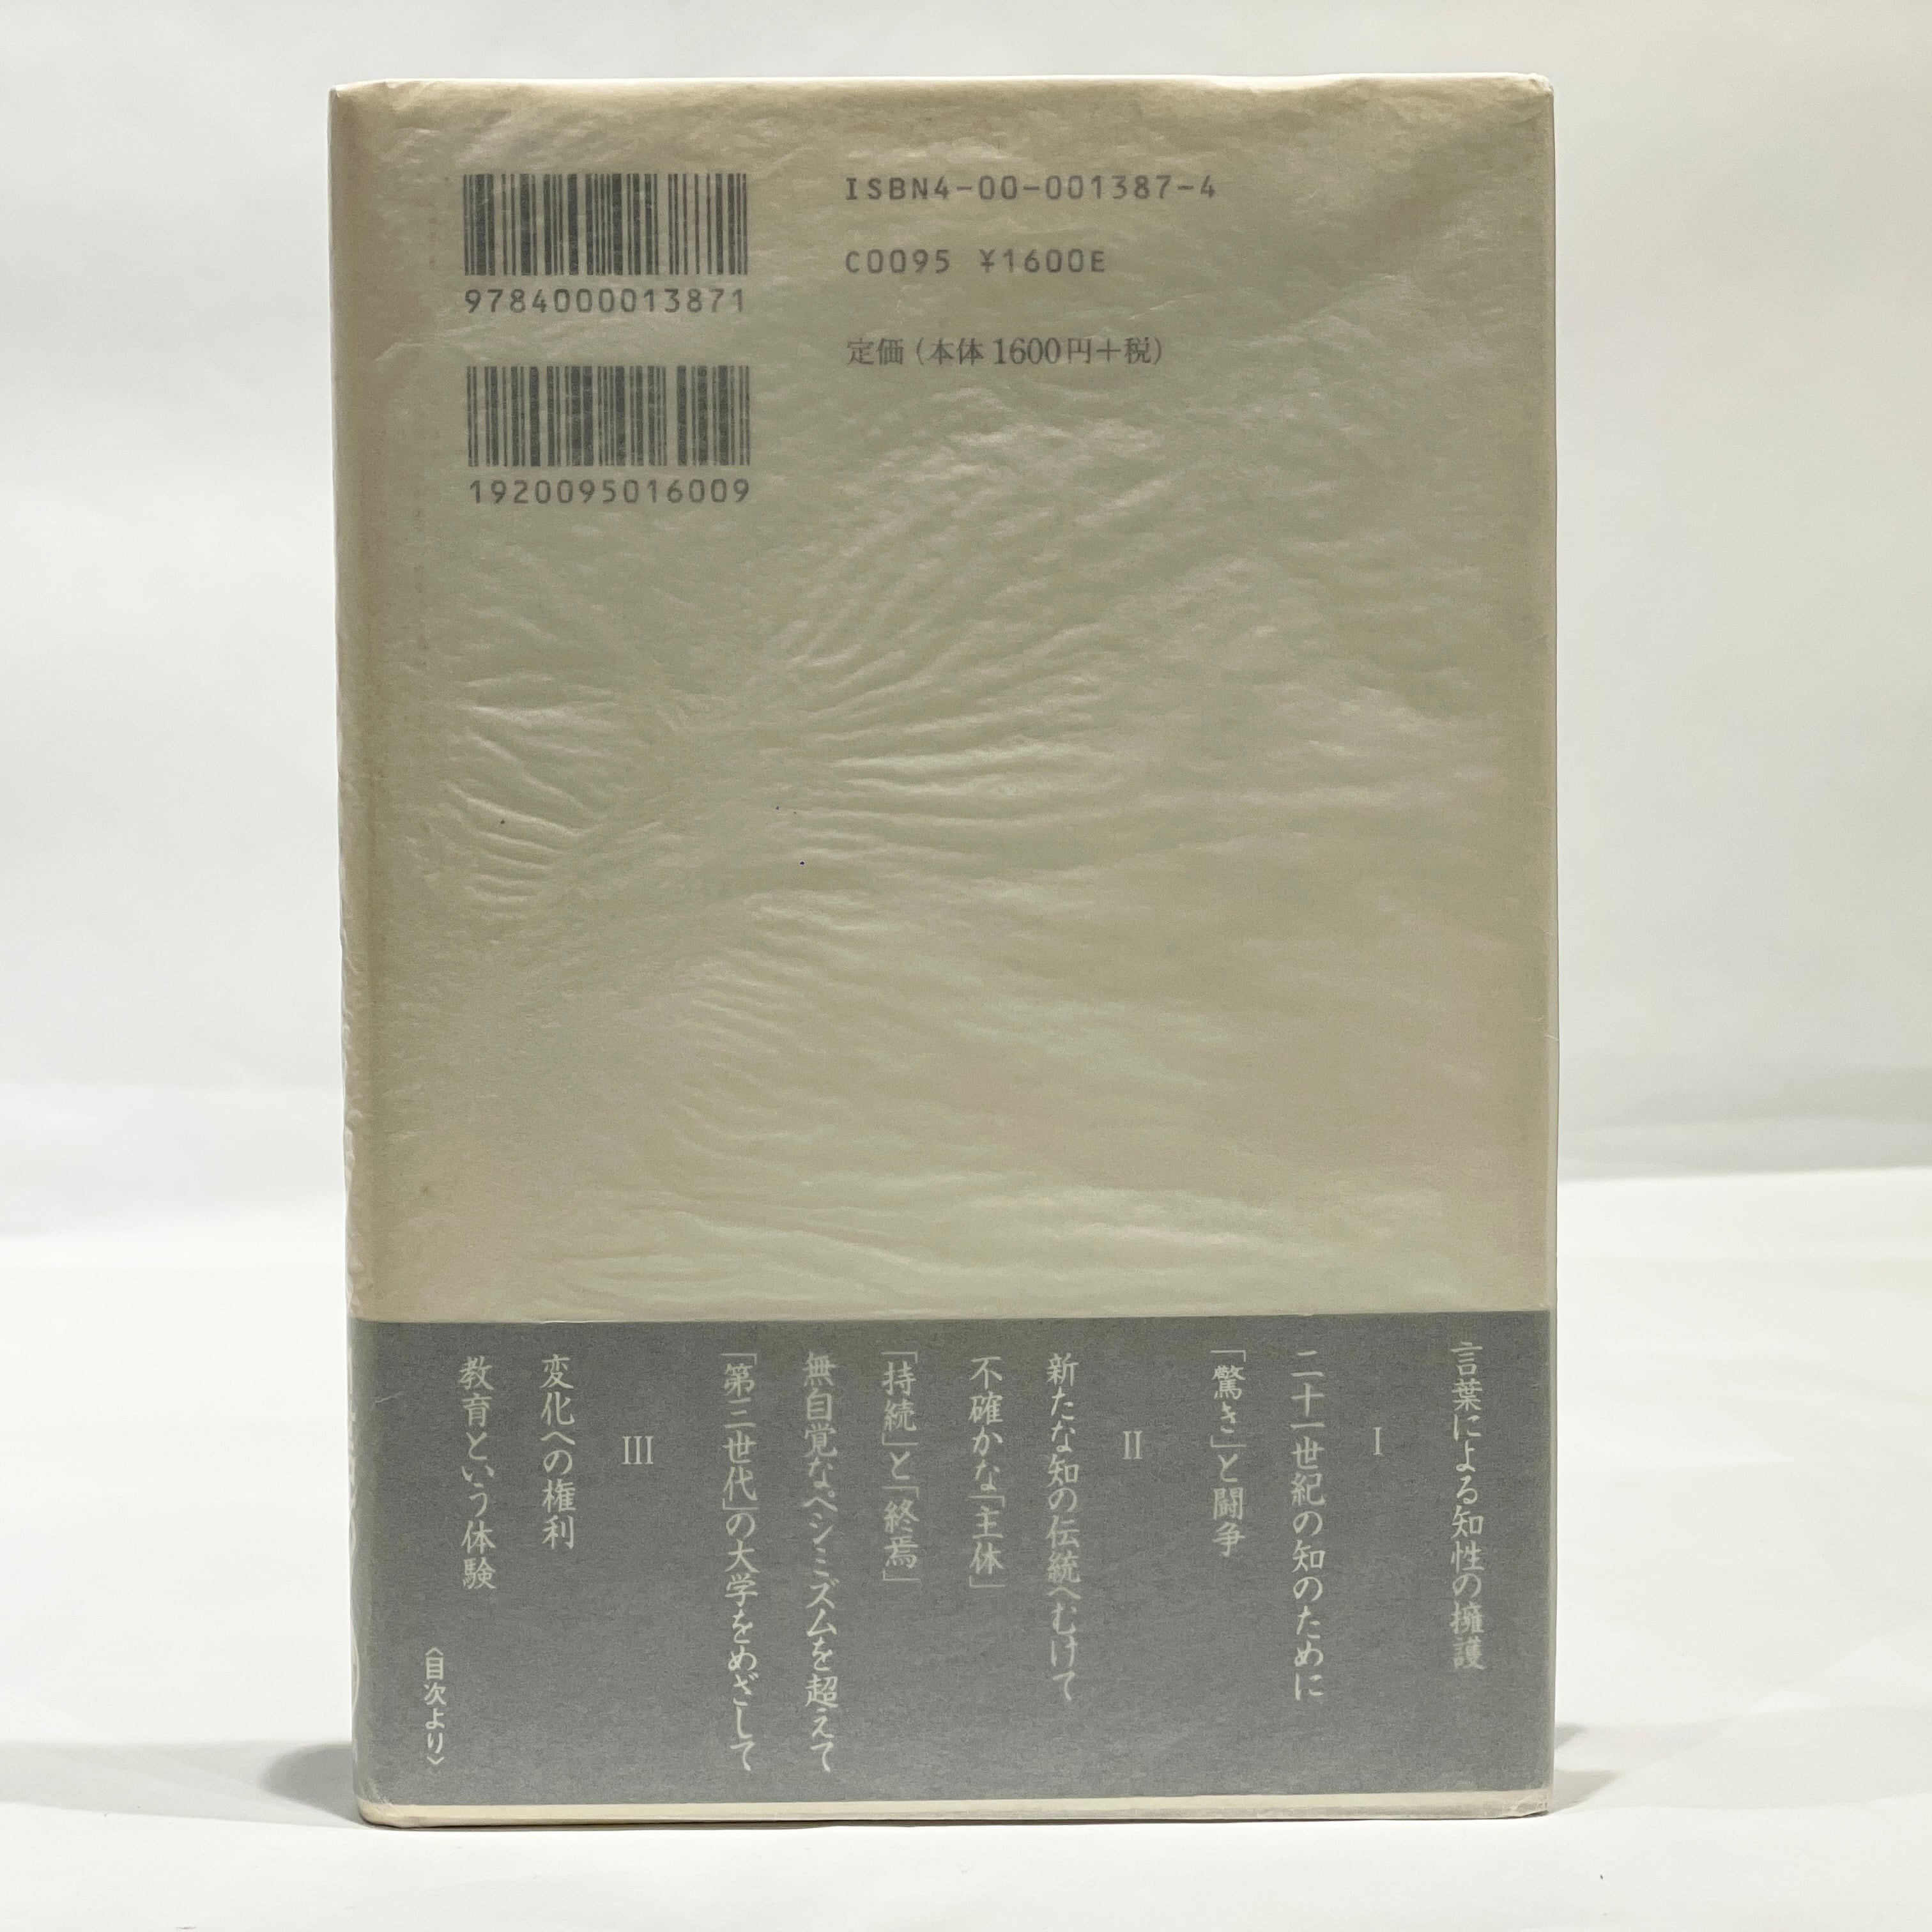 9784000013871
1920095016009
ISBN4-00-001387-4
C0095 ¥1600E
定価(本体1600円+税)
言葉による知性の擁護
I
二十一世紀の知のために
「驚き」と闘争
II
新たな知の伝統へむけて
不確かな「主体」
「持続」と「終焉」
無自覚なペシミズムを超えて
「第三世代」の大学をめざして
III
変化への権利
教育という体験
〈目次より〉